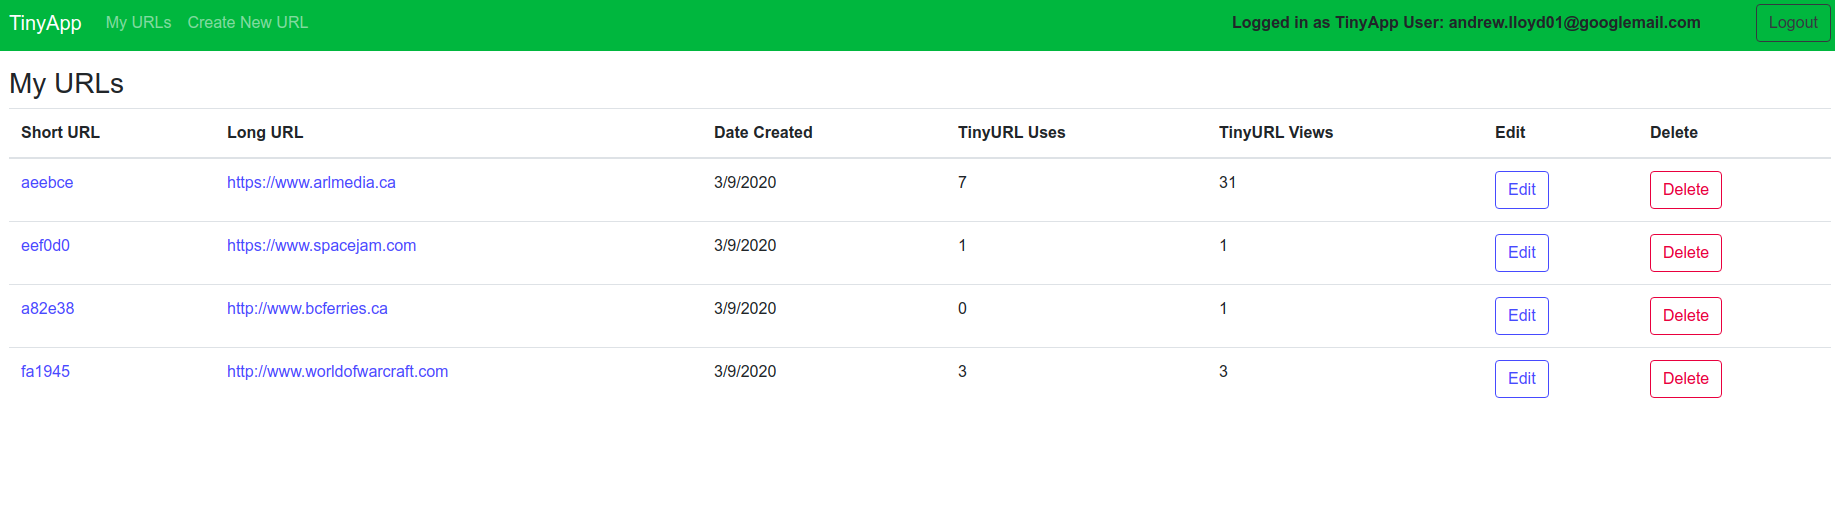 TinyApp My URLs Create New URL Logged in as TinyApp User: andrew.lloyd01@googlemail.com Logout
My URLs
Short URL Long URL Date Created TinyURL Uses TinyURL Views Edit Delete
aeebce https://www.arlmedia.ca 3/9/2020 7 31 Edit Delete
eef0d0 https://www.spacejam.com 3/9/2020 1 1 Edit Delete
a82e38 http://www.bcferries.ca 3/9/2020 0 1 Edit Delete
fa1945 http://www.worldofwarcraft.com 3/9/2020 3 3 Edit Delete